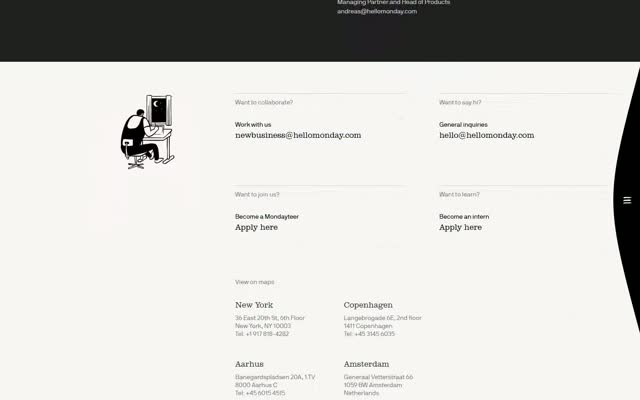 Managing Partner and Head of Products
andreas@hellomonday.com
Want to collaborate?
Work with us
newbusiness@hellomonday.com
Want to say hi?
General inquiries
hello@hellomonday.com
Want to join us?
Become a Mondayteer
Apply here
Want to learn?
Become an intern
Apply here
View on maps
New York
36 East 20th St, 6th Floor
New York, NY 10003
Tel: +1 917 818-4282
Copenhagen
Langebrogade 6E, 2nd floor
1411 Copenhagen
Tel: +45 3145 6035
Aarhus
Banegardspladsen 20A, 1.TV
8000 Aarhus C
Tel: +45 6015 4515
Amsterdam
Generaal Vetterstraat 66
1059 BW Amsterdam
Netherlands